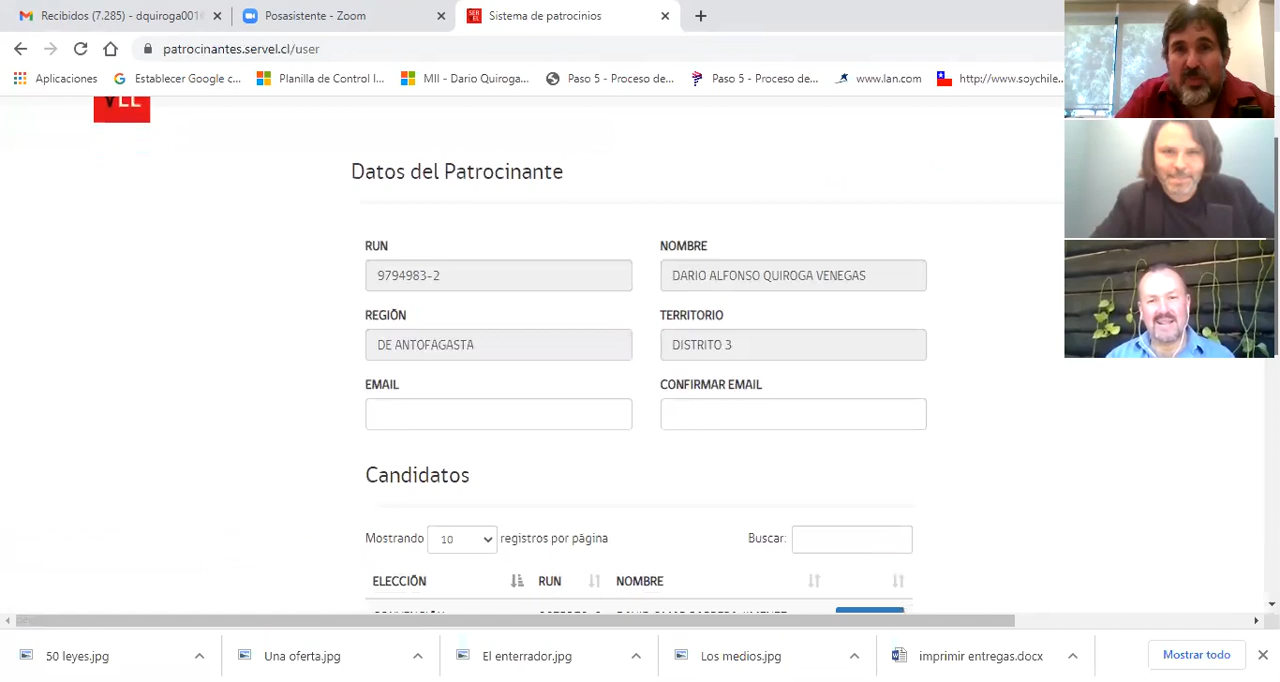 Recibidos (7.285) - dquiroga001 Posasistente - Zoom Sistema de patrocinios
patrocinantes.servel.cl/user
Aplicaciones Establecer Google c... Planilla de Control I... MII - Dario Quiroga... Paso 5 - Proceso de... Paso 5 - Proceso de... www.lan.com http://www.soychile...
VEL
Datos del Patrocinante
RUN NOMBRE
9794983-2 DARIO ALFONSO QUIROGA VENEGAS
REGIÓN TERRITORIO
DE ANTOFAGASTA DISTRITO 3
EMAIL CONFIRMAR EMAIL
Candidatos
Mostrando 10 registros por página Buscar:
ELECCIÓN RUN NOMBRE
50 leyes.jpg Una oferta.jpg El enterrador.jpg Los medios.jpg imprimir entregas.docx Mostrar todo